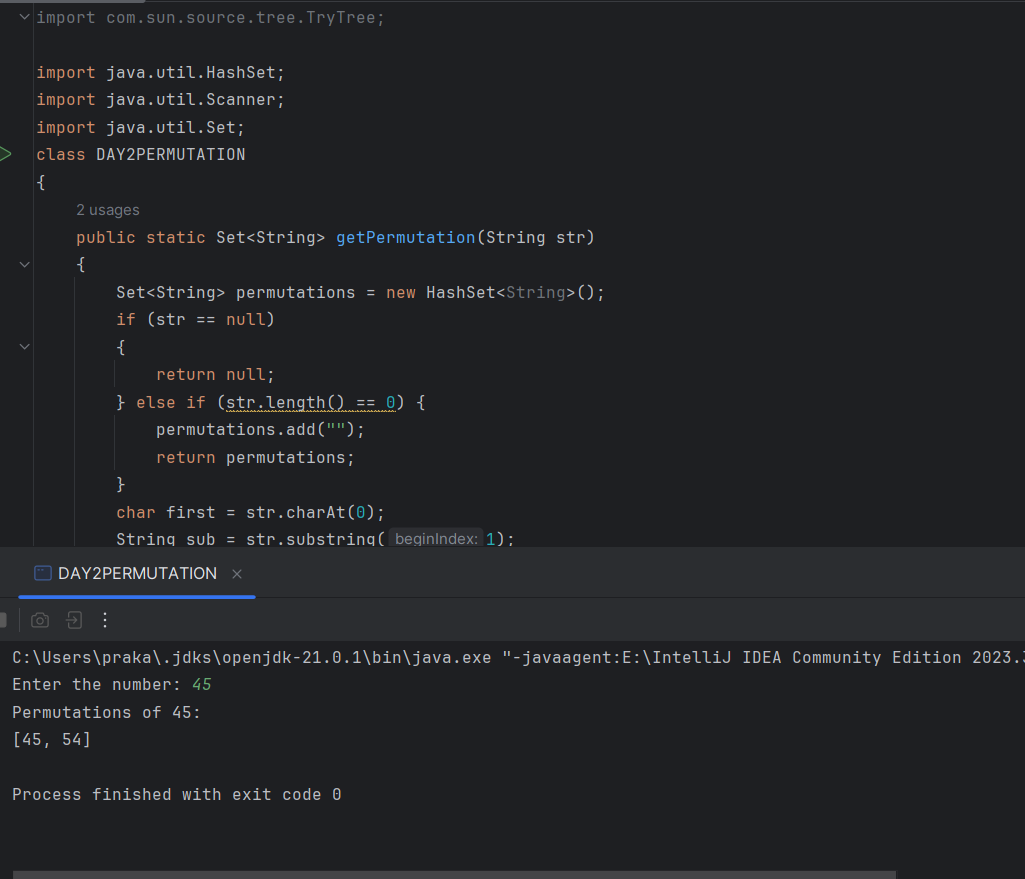 import com.sun.source.tree.TryTree;
import java.util.HashSet;
import java.util.Scanner;
import java.util.Set;
class DAY2PERMUTATION
{
2 usages
public static Set<String> getPermutation(String str)
{
Set<String> permutations = new HashSet<String>();
if (str == null)
{
return null;
} else if (str.length() == 0) {
permutations.add("");
return permutations;
}
char first = str.charAt(0);
String sub = str.substring( beginIndex: 1);
DAY2PERMUTATION
C:\Users\praka\.jdks\openjdk-21.0.1\bin\java.exe "-javaagent:E:\IntelliJ IDEA Community Edition 2023.3
Enter the number: 45
Permutations of 45:
[45, 54]
Process finished with exit code 0